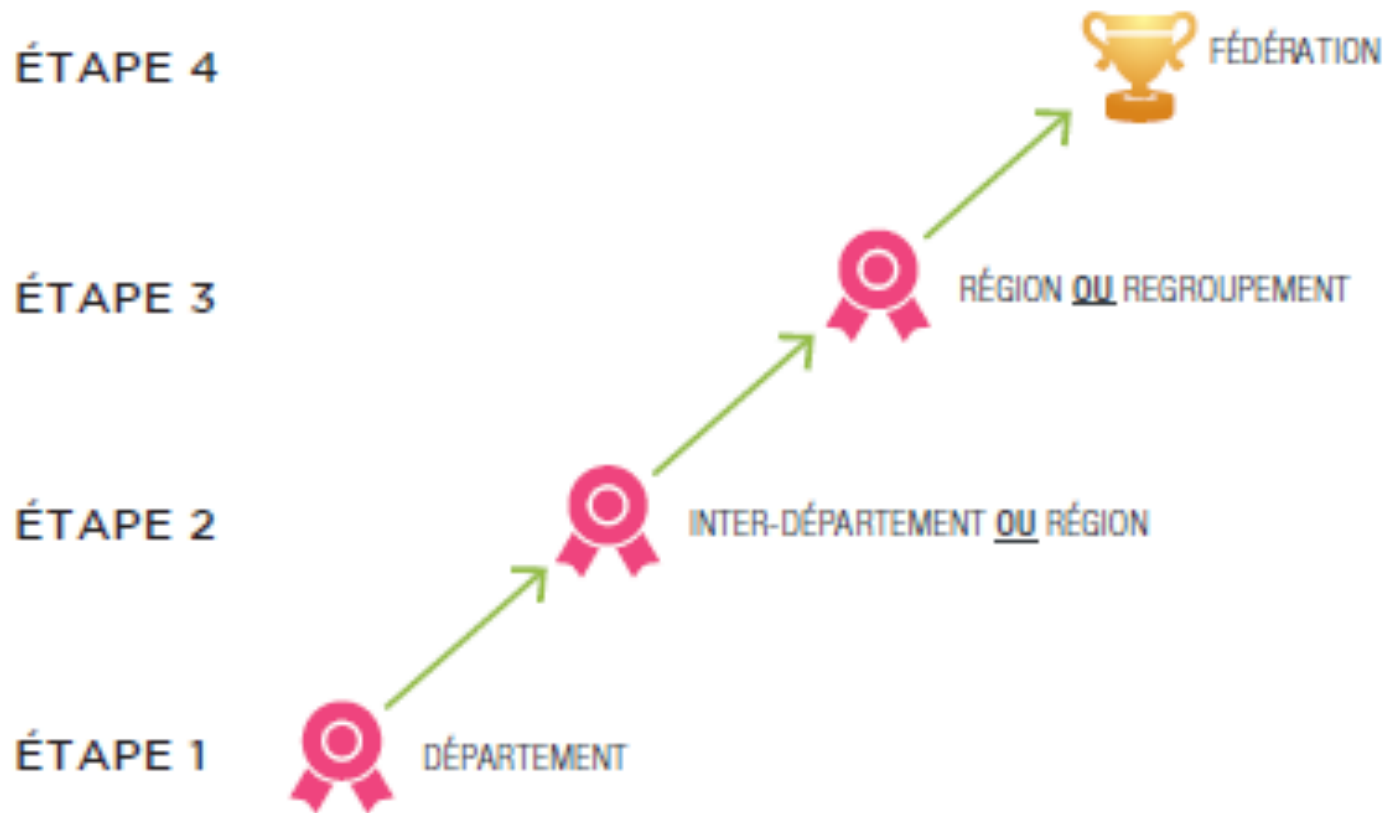 ÉTAPE 4
FÉDÉRATION
ÉTAPE 3
RÉGION OU REGROUPEMENT
ÉTAPE 2
INTER-DÉPARTEMENT OU RÉGION
ÉTAPE 1
DÉPARTEMENT